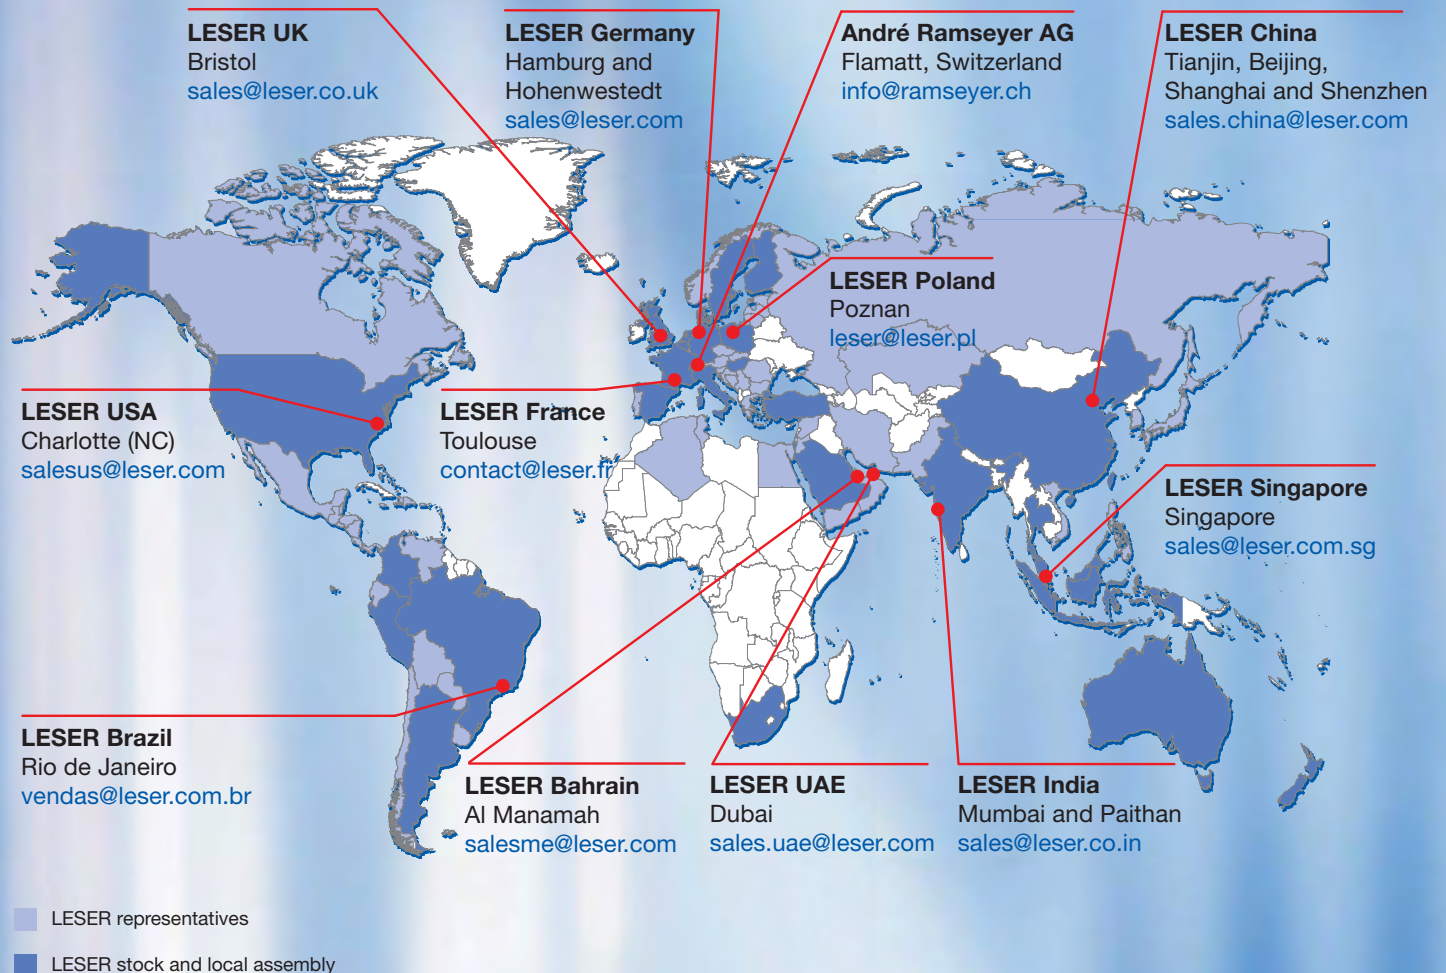 LESER UK
Bristol
sales@leser.co.uk
LESER Germany
Hamburg and
Hohenwestedt
sales@leser.com
André Ramseyer AG
Flamatt, Switzerland
info@ramseyer.ch
LESER China
Tianjin, Beijing,
Shanghai and Shenzhen
sales.china@leser.com
LESER Poland
Poznan
leser@leser.pl
LESER USA
Charlotte (NC)
salesus@leser.com
LESER France
Toulouse
contact@leser.fr
LESER Singapore
Singapore
sales@leser.com.sg
LESER Brazil
Rio de Janeiro
vendas@leser.com.br
LESER Bahrain
Al Manamah
salesme@leser.com
LESER UAE
Dubai
sales.uae@leser.com
LESER India
Mumbai and Paithan
sales@leser.co.in
LESER representatives
LESER stock and local assembly